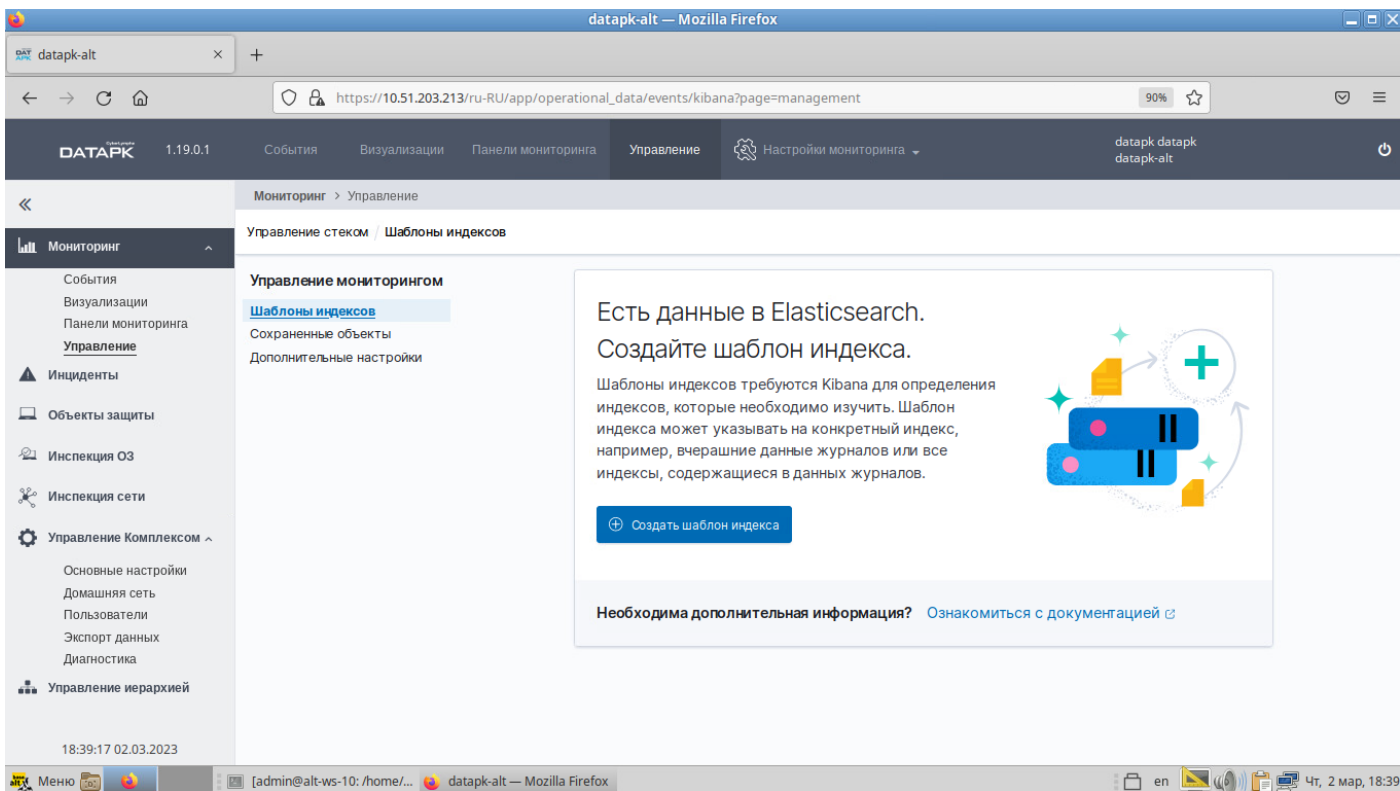 datapk-alt — Mozilla Firefox
DAT APK datapk-alt
https://10.51.203.213/ru-RU/app/operational_data/events/kibana?page=management 90%
DATAPK 1.19.0.1 События Визуализации Панели мониторинга Управление Настройки мониторинга datapk datapk
datapk-alt
Мониторинг > Управление
Управление стеком / Шаблоны индексов
Мониторинг
События
Визуализации
Панели монитора
Управление
Инциденты
Объекты защиты
Инспекция ОЗ
Инспекция сети
Управление Комплексом
Основные настройки
Домашняя сеть
Пользователи
Экспорт данных
Диагностика
Управление иерархией
18:39:17 02.03.2023
Управление мониторингом
Шаблоны индексов
Сохраненные объекты
Дополнительные настройки
Есть данные в Elasticsearch.
Создайте шаблон индекса.
Шаблоны индексов требуются Kibana для определения
индексов, которые необходимо изучить. Шаблон
индекса может указывать на конкретный индекс,
например, вчерашние данные журналов или все
индексы, содержащиеся в данных журналов.
Создать шаблон индекса
Необходима дополнительная информация? Ознакомиться с документацией
Меню [admin@alt-ws-10: /home/... datapk-alt — Mozilla Firefox en Чт, 2 мар, 18:39